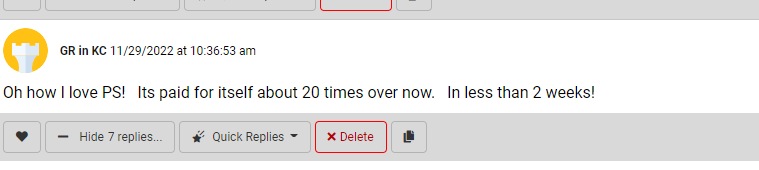 GR in KC 11/29/2022 at 10:36:53 am
Oh how I love PS! Its paid for itself about 20 times over now. In less than 2 weeks!
Hide 7 replies... Quick Replies Delete